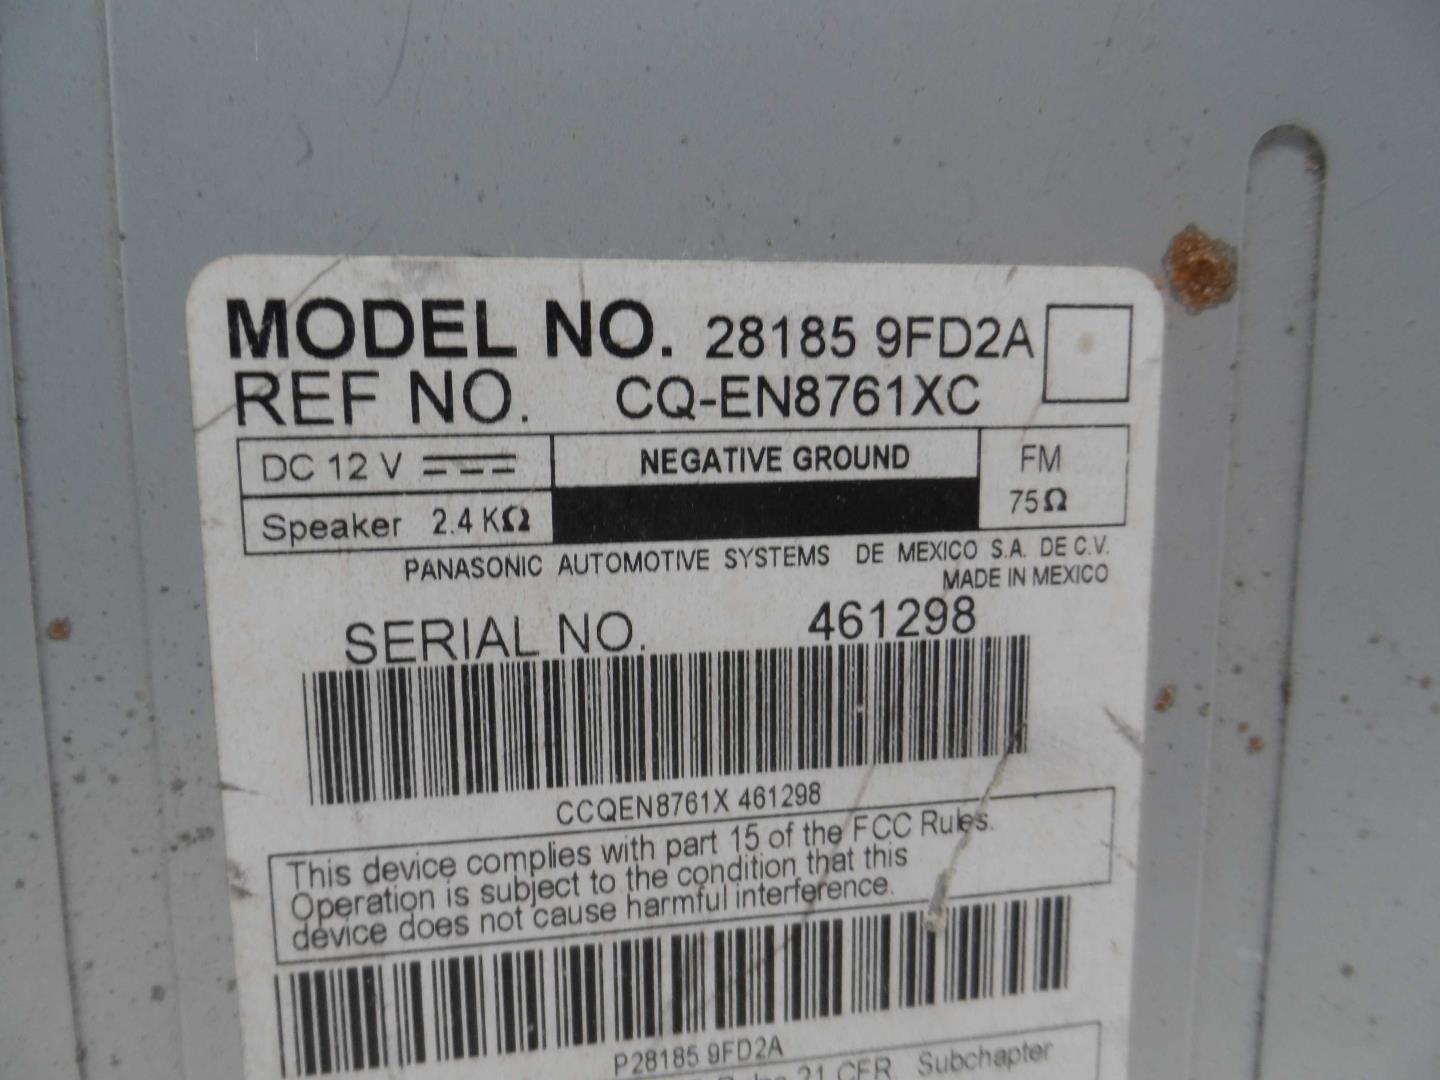 MODEL NO. 28185 9FD2A
REF NO. CQ-EN8761XC
DC 12 V
NEGATIVE GROUND
FM
75Ω
Speaker 2.4 KΩ
PANASONIC AUTOMOTIVE SYSTEMS DE MEXICO S.A. DE C.V.
MADE IN MEXICO
SERIAL NO. 461298
CCQEN8761X 461298
This device complies with part 15 of the FCC Rules.
Operation is subject to the condition that this
device does not cause harmful interference.
P28185 9FD2A
21 CFR Subchapter